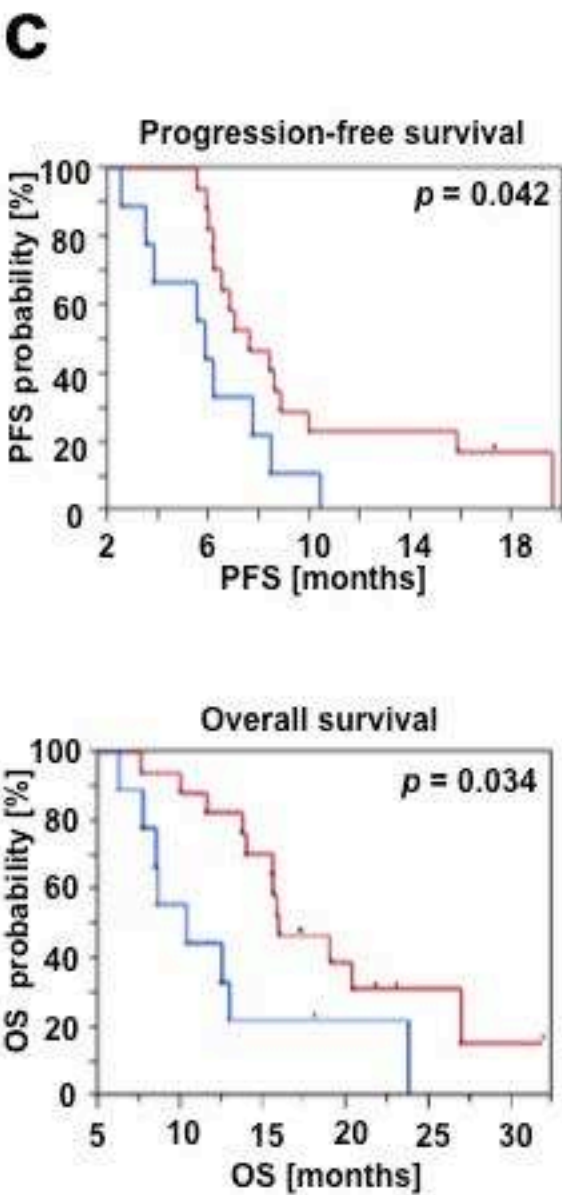 C
Progression-free survival
p = 0.042
PFS probability [%]
100
80
60
40
20
0
2 6 10 14 18
PFS [months]
Overall survival
p = 0.034
OS probability [%]
100
80
60
40
20
0
5 10 15 20 25 30
OS [months]